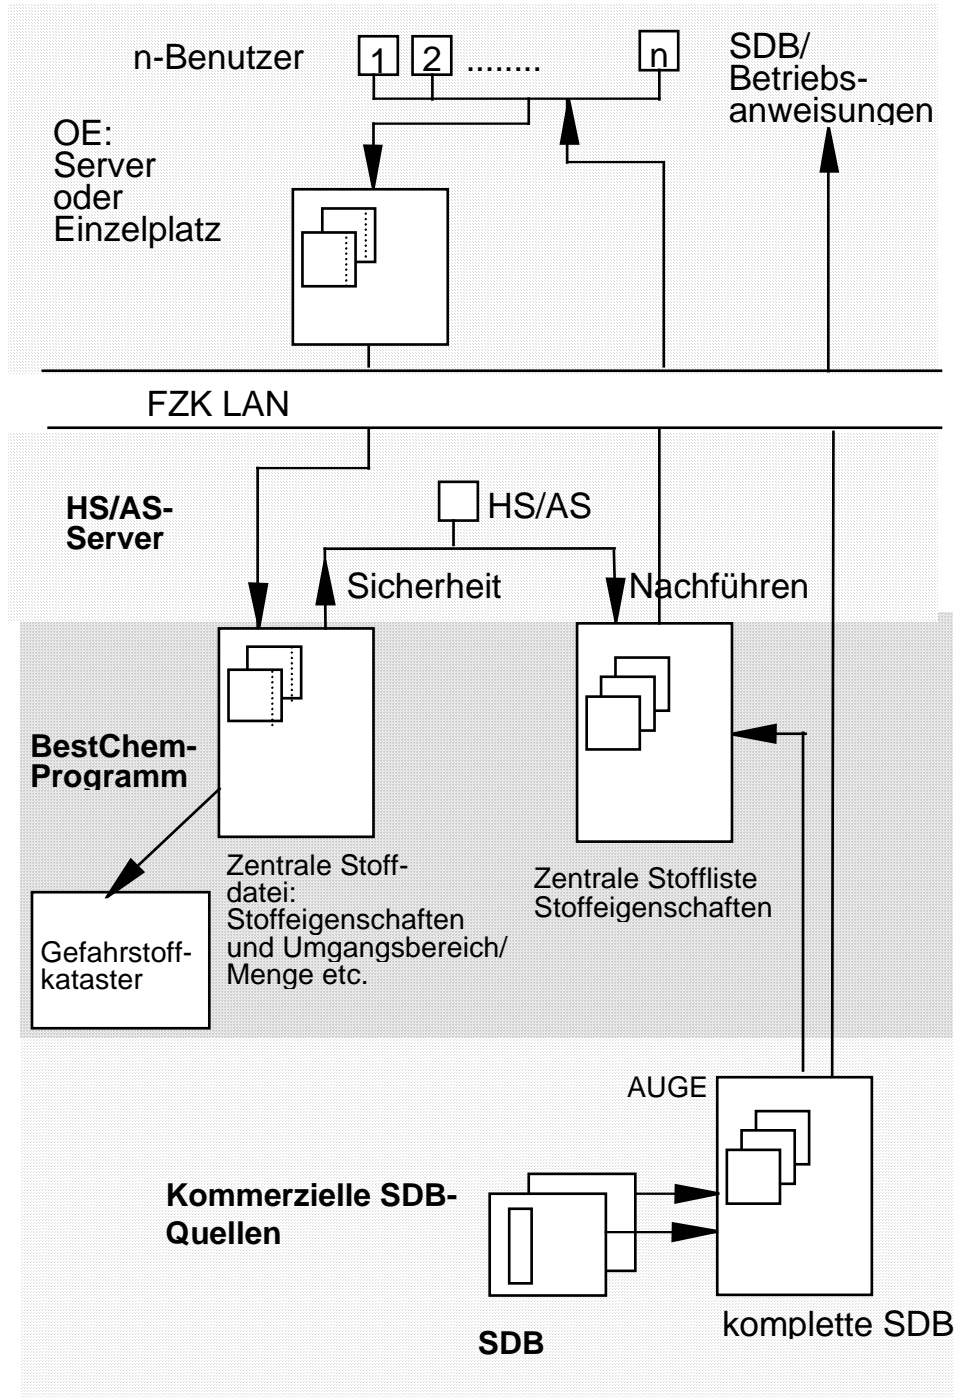 n-Benutzer
1 2 ........ n
SDB/
Betriebs-
anweisungen
OE:
Server
oder
Einzelplatz
FZK LAN
HS/AS-
Server
HS/AS
Sicherheit
Nachführen
BestChem-
Programm
Zentrale Stoff-
datei:
Stoffeigenschaften
und Umgangsbereich/
Menge etc.
Zentrale Stoffliste
Stoffeigenschaften
Gefahrstoff-
kataster
AUGE
Kommerzielle SDB-
Quellen
SDB
komplette SDB